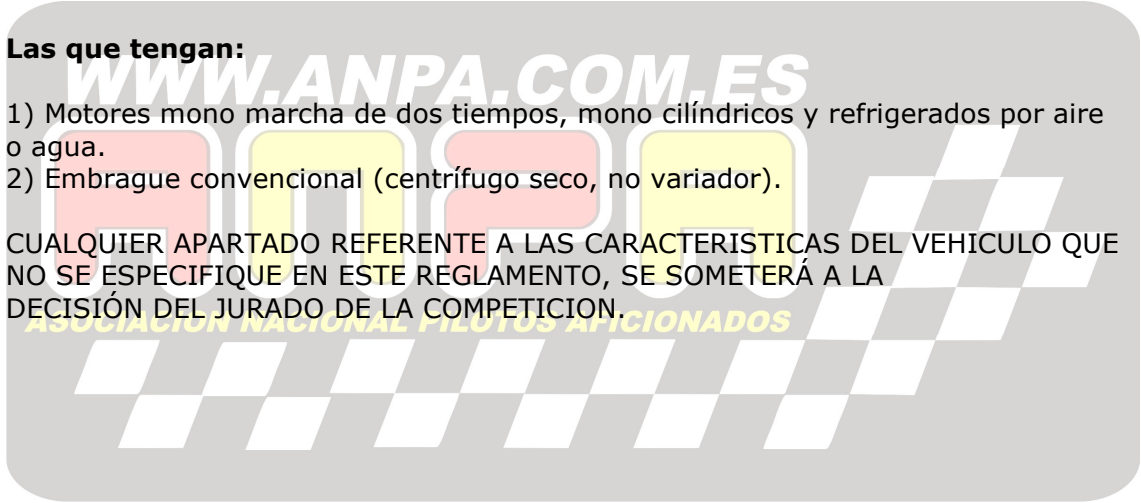 Las que tengan:
WWW.ANPA.COM.ES
1) Motores mono marcha de dos tiempos, mono cilíndricos y refrigerados por aire
o agua.
ANPA
2) Embrague convencional (centrífugo seco, no variador).
CUALQUIER APARTADO REFERENTE A LAS CARACTERISTICAS DEL VEHICULO QUE
NO SE ESPECIFIQUE EN ESTE REGLAMENTO, SE SOMETERÁ A LA
DECISIÓN DEL JURADO DE LA COMPETICION.
ASOCIACION NACIONAL PILOTOS AFICIONADOS